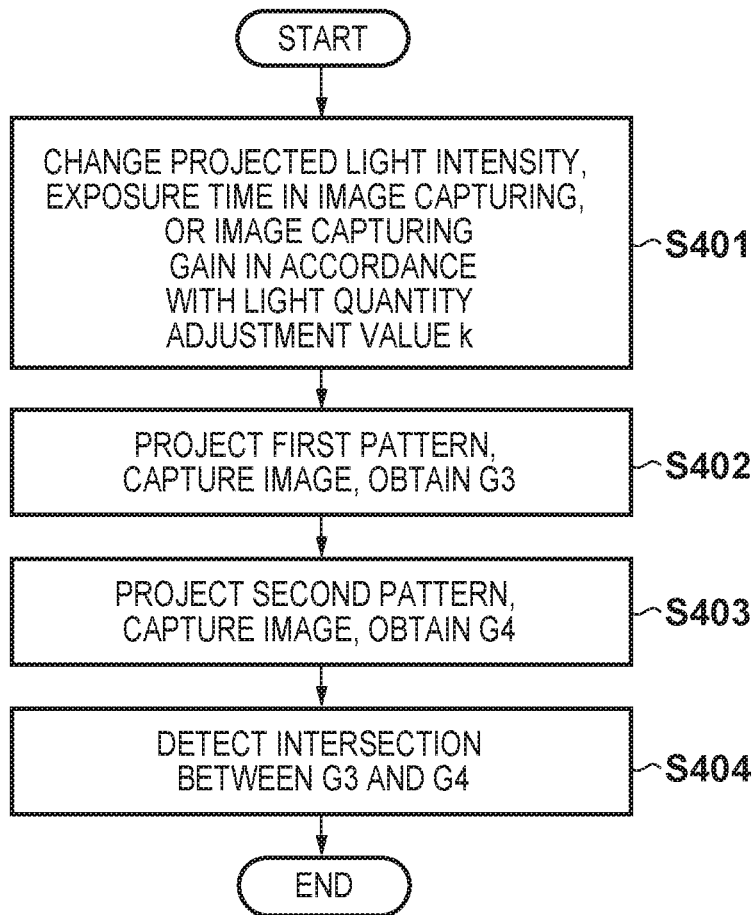 START
CHANGE PROJECTED LIGHT INTENSITY,
EXPOSURE TIME IN IMAGE CAPTURING,
OR IMAGE CAPTURING
GAIN IN ACCORDANCE
WITH LIGHT QUANTITY
ADJUSTMENT VALUE k
S401
PROJECT FIRST PATTERN,
CAPTURE IMAGE, OBTAIN G3
S402
PROJECT SECOND PATTERN,
CAPTURE IMAGE, OBTAIN G4
S403
DETECT INTERSECTION
BETWEEN G3 AND G4
S404
END